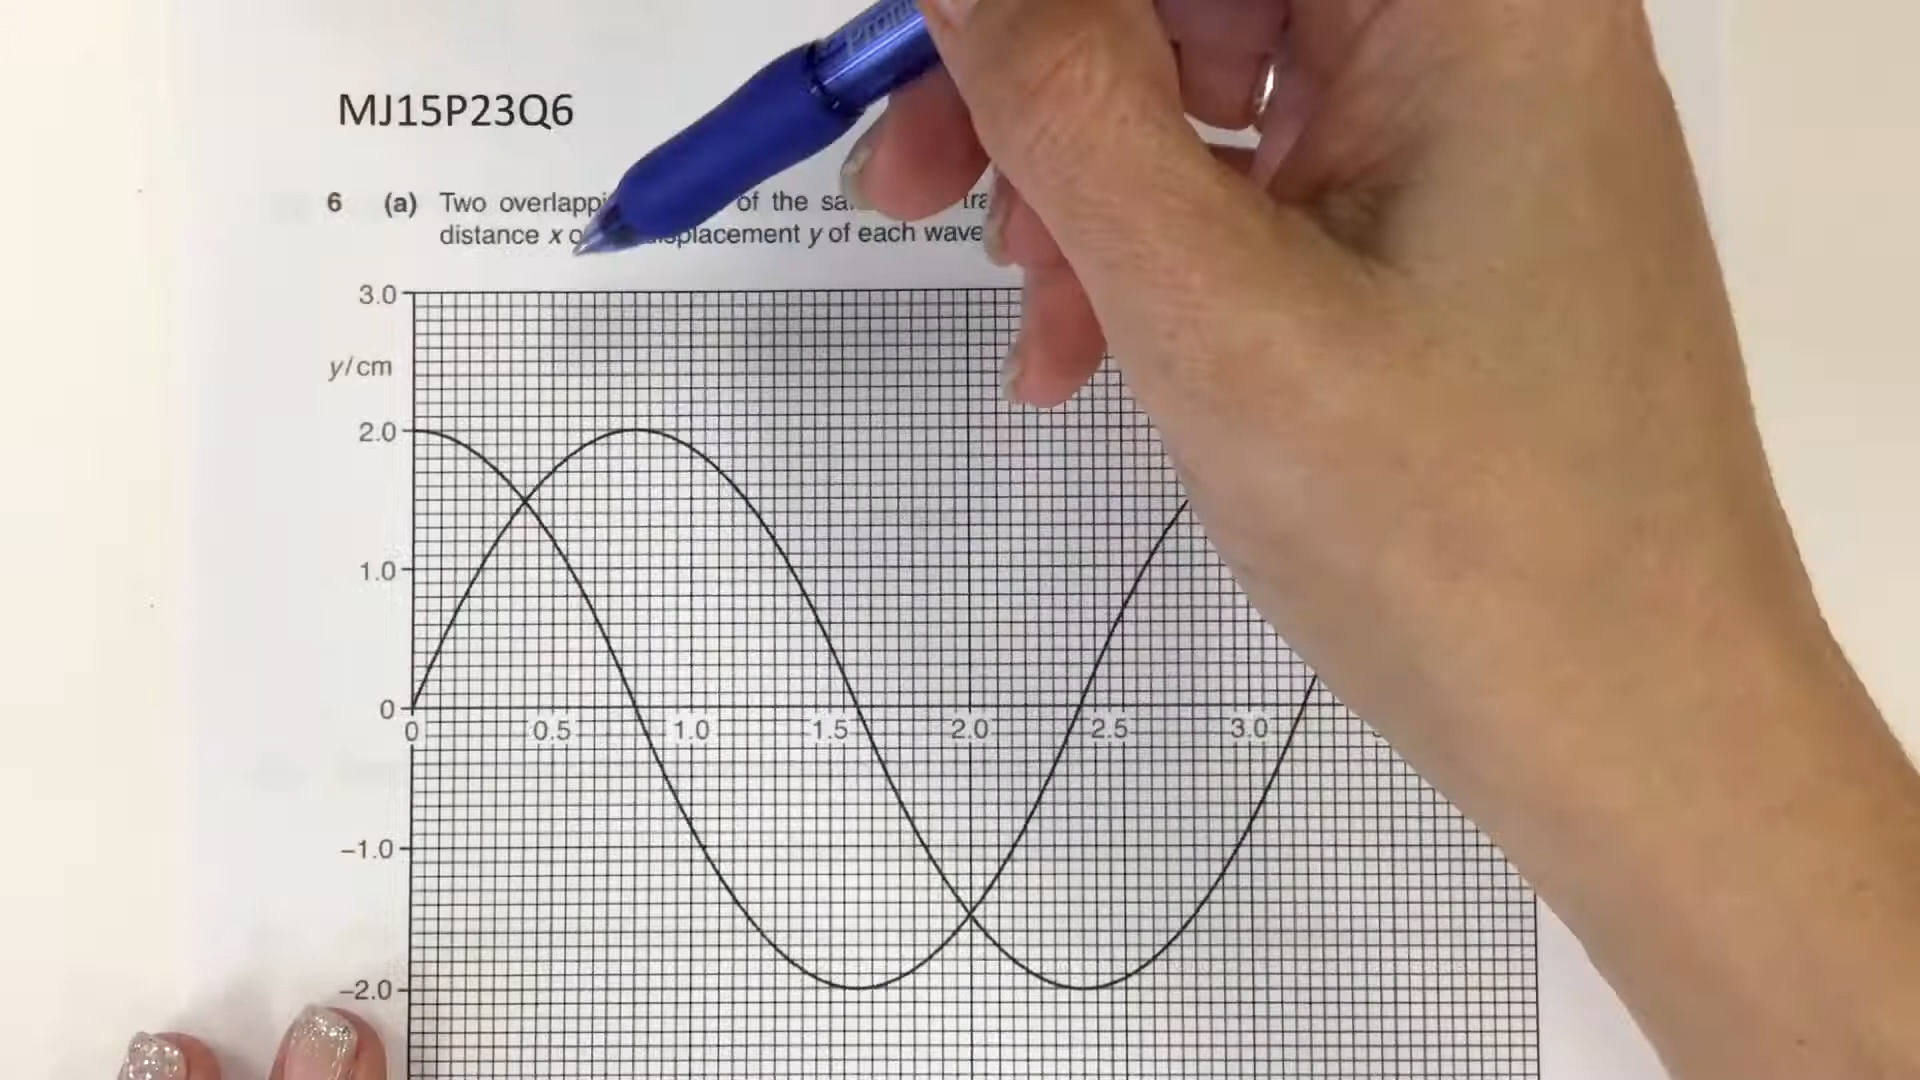 MJ15P23Q6
6 (a) Two overlappi of the sa tra
distance x displacement y of each wave
3.0
y/cm
2.0
1.0
0
0 0.5 1.0 1.5 2.0 2.5 3.0
−1.0
−2.0